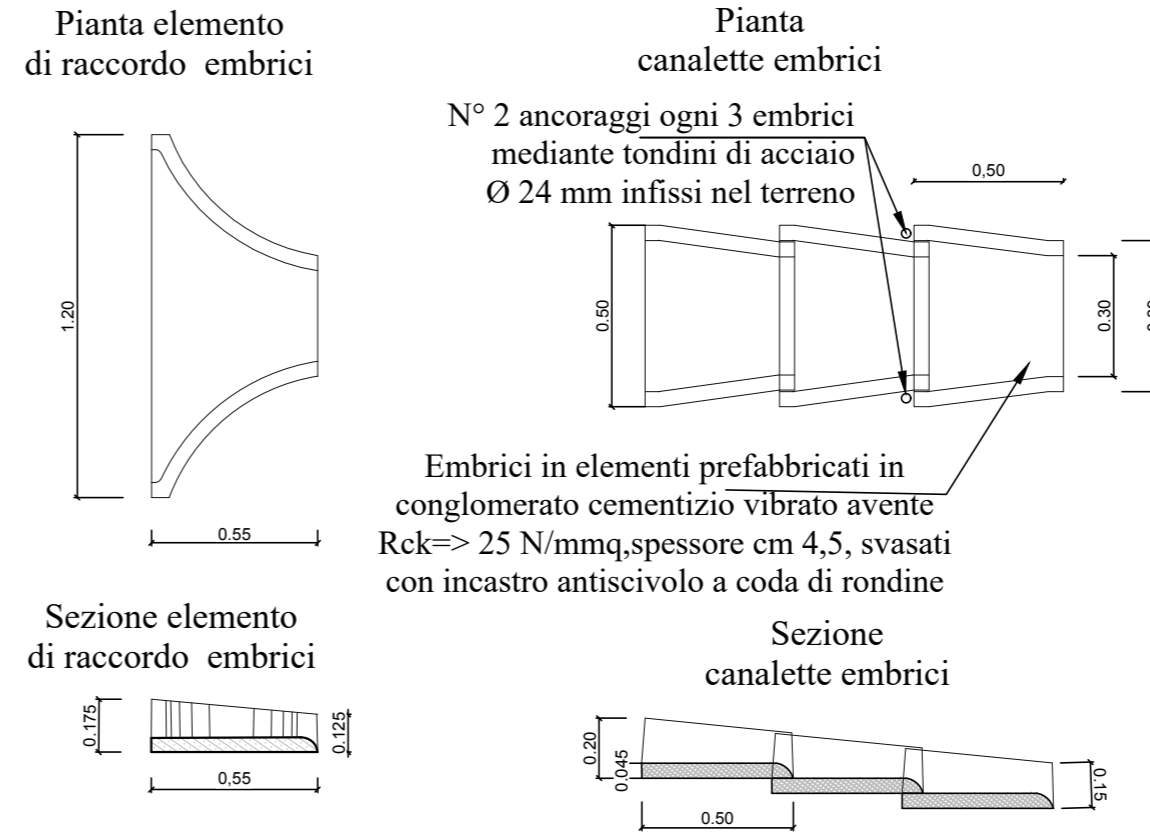 Pianta elemento
di raccordo embrici
1.20
0.55
Pianta
canalette embrici
N° 2 ancoraggi ogni 3 embrici
mediante tondini di acciaio
Ø 24 mm infissi nel terreno
0,50
0.50
0.30
Embrici in elementi prefabbricati in
conglomerato cementizio vibrato avente
Rck=> 25 N/mmq,spessore cm 4,5, svasati
con incastro antiscivolo a coda di rondine
Sezione elemento
di raccordo embrici
0.175
0.125
0,55
Sezione
canalette embrici
0.20
0.045
0.15
0.50